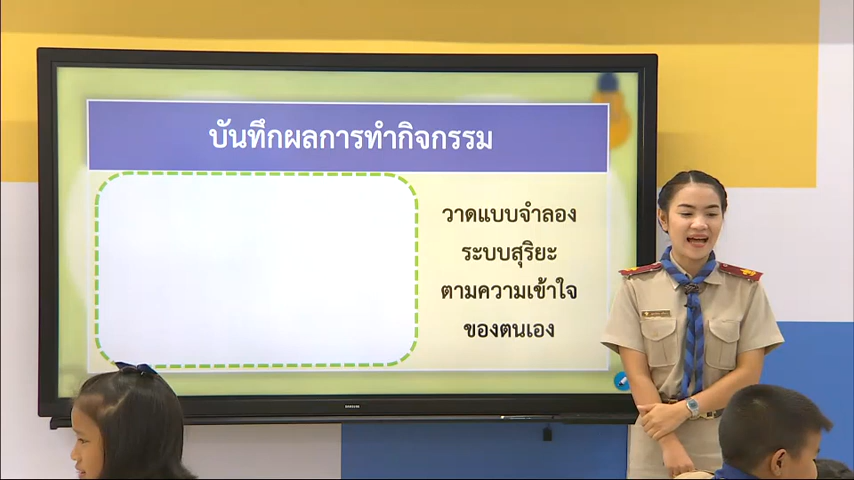 บันทึกผลการทำกิจกรรม
วาดแบบจำลอง
ระบบสุริยะ
ตามความเข้าใจ
ของตนเอง
SAMSUNG